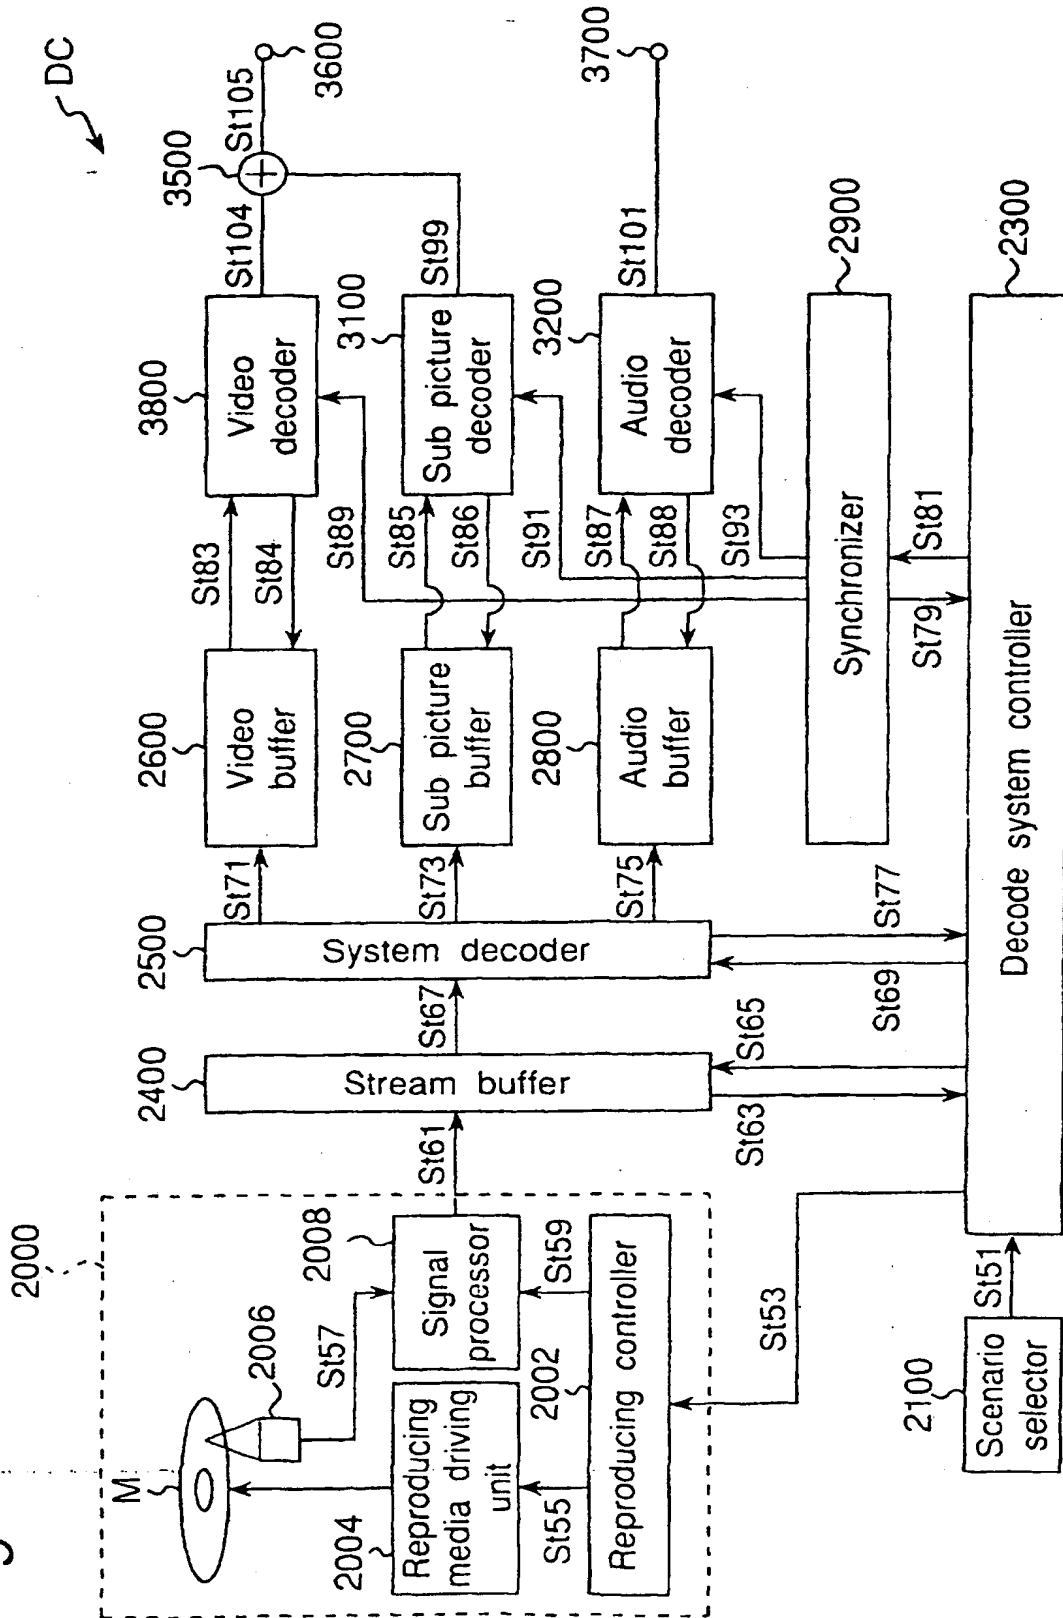 DC
3600
St105
3500
St104
3700
3800
Video
decoder
3100
St99
Sub picture
decoder
3200
St101
Audio
decoder
2900
Synchronizer
2300
Decode system controller
St83
St84
St89
St85
St86
St91
St87
St88
St93
St81
St79
2600
Video
buffer
2700
Sub picture
buffer
2800
Audio
buffer
St71
St73
St75
2500
System decoder
St77
St69
St67
2400
Stream buffer
St65
St63
St61
2000
2008
Signal
processor
St59
2006
St57
M
2004
Reproducing
media driving
unit
2002
St55
Reproducing controller
St53
St51
2100
Scenario
selector